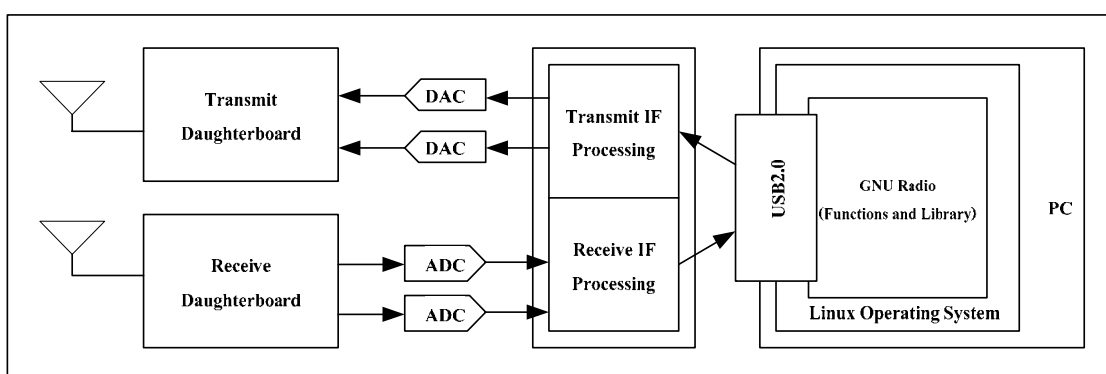 Transmit
Daughterboard
DAC
DAC
Transmit IF
Processing
Receive
Daughterboard
ADC
ADC
Receive IF
Processing
USB2.0
GNU Radio
(Functions and Library)
Linux Operating System
PC